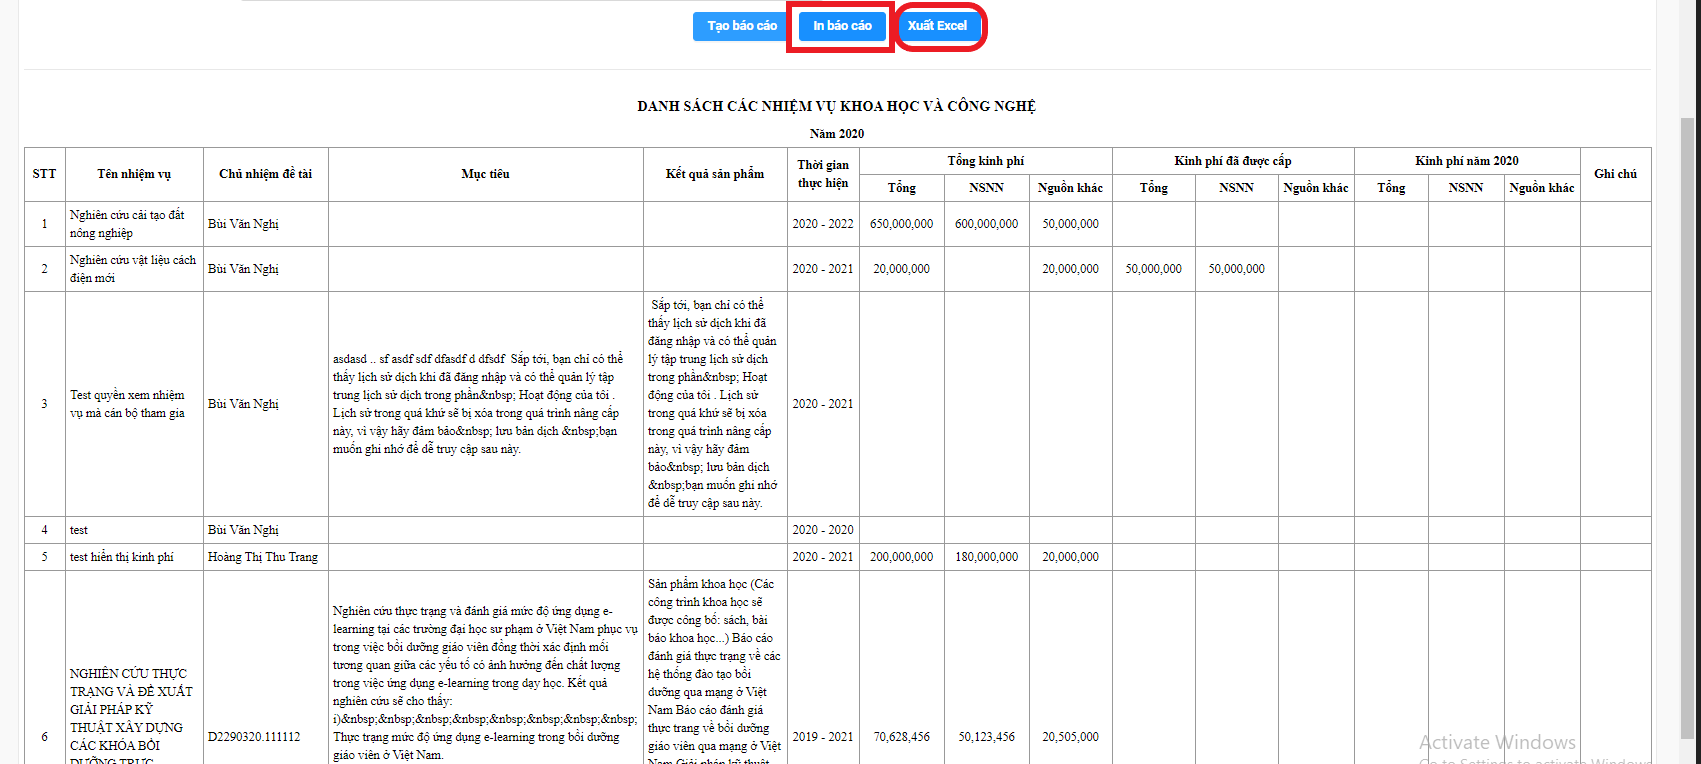 Tạo báo cáo In báo cáo Xuất Excel
DANH SÁCH CÁC NHIỆM VỤ KHOA HỌC VÀ CÔNG NGHỆ
Năm 2020
STT Tên nhiệm vụ Chủ nhiệm đề tài Mục tiêu Kết quả sản phẩm Thời gian thực hiện Tổng kinh phí Kinh phí đã được cấp Kinh phí năm 2020 Ghi chú
Tổng NSNN Nguồn khác Tổng NSNN Nguồn khác Tổng NSNN Nguồn khác
1
Nghiên cứu cải tạo đất
nông nghiệp
Bùi Văn Nghị
2020 - 2022 650,000,000 600,000,000 50,000,000
2
Nghiên cứu vật liệu cách
điện mới
Bùi Văn Nghị
2020 - 2021 20,000,000 20,000,000 50,000,000 50,000,000
3
Test quyền xem nhiệm
vụ mà cán bộ tham gia
Bùi Văn Nghị
asdasd .. sf asdf sdf dfasdf d dfsdf Sắp tới, bạn chỉ có thể
thấy lịch sử dịch khi đã đăng nhập và có thể quản lý tập
trung lịch sử dịch trong phần&nbsp; Hoạt động của tôi .
Lịch sử trong quá khứ sẽ bị xóa trong quá trình nâng cấp
này, vì vậy hãy đảm bảo&nbsp; lưu bản dịch &nbsp;bạn
muốn ghi nhớ để dễ truy cập sau này.
Sắp tới, bạn chỉ có thể
thấy lịch sử dịch khi đã
đăng nhập và có thể quản
lý tập trung lịch sử dịch
trong phần&nbsp; Hoạt
động của tôi . Lịch sử
trong quá khứ sẽ bị xóa
trong quá trình nâng cấp
này, vì vậy hãy đảm
bảo&nbsp; lưu bản dịch
&nbsp;bạn muốn ghi nhớ
để dễ truy cập sau này.
2020 - 2021
4 test Bùi Văn Nghị 2020 - 2020
5 test hiển thị kinh phí Hoàng Thị Thu Trang 2020 - 2021 200,000,000 180,000,000 20,000,000
6
NGHIÊN CỨU THỰC
TRẠNG VÀ ĐỀ XUẤT
GIẢI PHÁP KỸ
THUẬT XÂY DỰNG
CÁC KHÓA BỒI
DƯỠNG TRỰC
D2290320.111112
Nghiên cứu thực trạng và đánh giá mức độ ứng dụng e-
learning tại các trường đại học sư phạm ở Việt Nam phục vụ
trong việc bồi dưỡng giáo viên đồng thời xác định mối
tương quan giữa các yếu tố có ảnh hưởng đến chất lượng
trong việc ứng dụng e-learning trong dạy học. Kết quả
nghiên cứu sẽ cho thấy:
i)&nbsp;&nbsp;&nbsp;&nbsp;&nbsp;&nbsp;&nbsp;&nbsp;
Thực trạng mức độ ứng dụng e-learning trong bồi dưỡng
giáo viên ở Việt Nam.
Sản phẩm khoa học (Các
công trình khoa học sẽ
được công bố: sách, bài
báo khoa học...) Báo cáo
đánh giá thực trạng về các
hệ thống đào tạo bồi
dưỡng qua mạng ở Việt
Nam Báo cáo đánh giá
thực trang về bồi dưỡng
giáo viên qua mạng ở Việt
Nam Giải pháp kỹ thuật
2019 - 2021 70,628,456 50,123,456 20,505,000
Activate Windows
Go to Settings to activate Windows